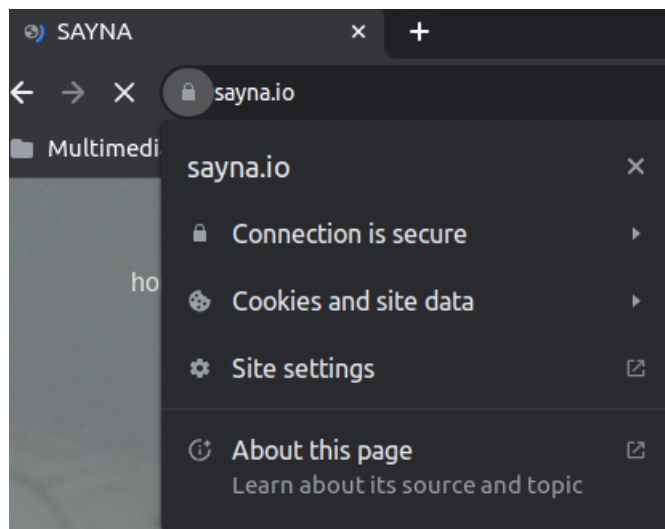 SAYNA
sayna.io
Multimedi
sayna.io
Connection is secure
ho
Cookies and site data
Site settings
About this page
Learn about its source and topic